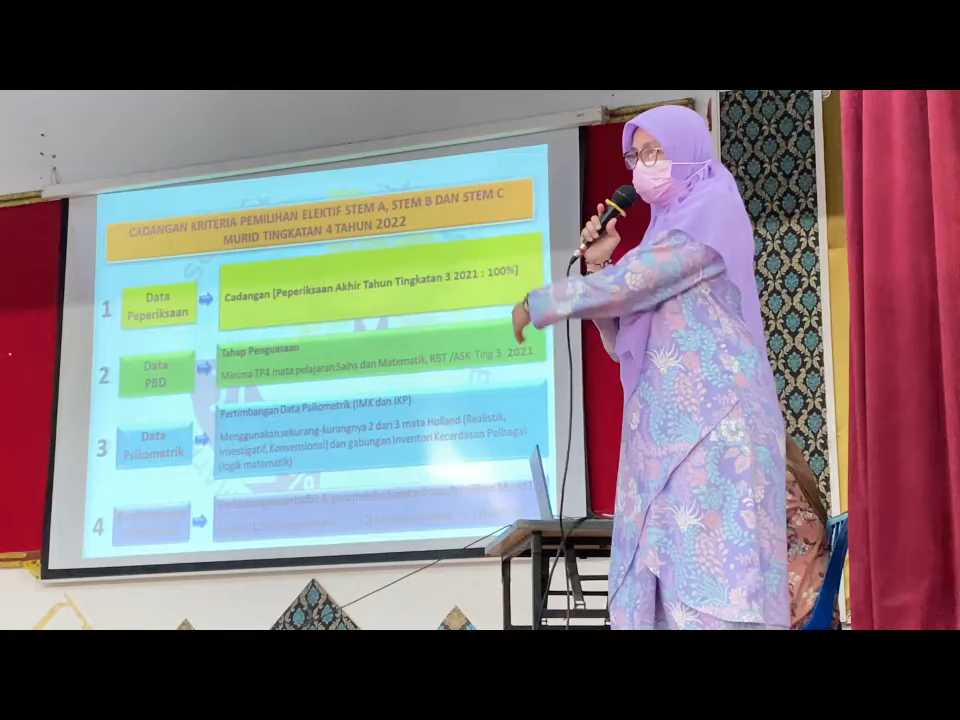 CADANGAN KRITERIA PEMILIHAN ELEKTIF STEM A, STEM B DAN STEM C
MURID TINGKATAN 4 TAHUN 2022
1
Data
Peperiksaan
Cadangan [Peperiksaan Akhir Tahun Tingkatan 3 2021 : 100%]
2
Data
PBD
Tahap Penguasaan
Minima TP4 mata pelajaran Sains dan Matematik, RBT /ASK Ting 3 2021
3
Data
Psikometrik
Pertimbangan Data Psikometrik (IMK dan IKP)
Menggunakan sekurang-kurangnya 2 dan 3 mata Holland (Realistik,
Investigatif, Konvensional) dan gabungan Inventori Kecerdasan Pelbagai
(logik matematik)
4